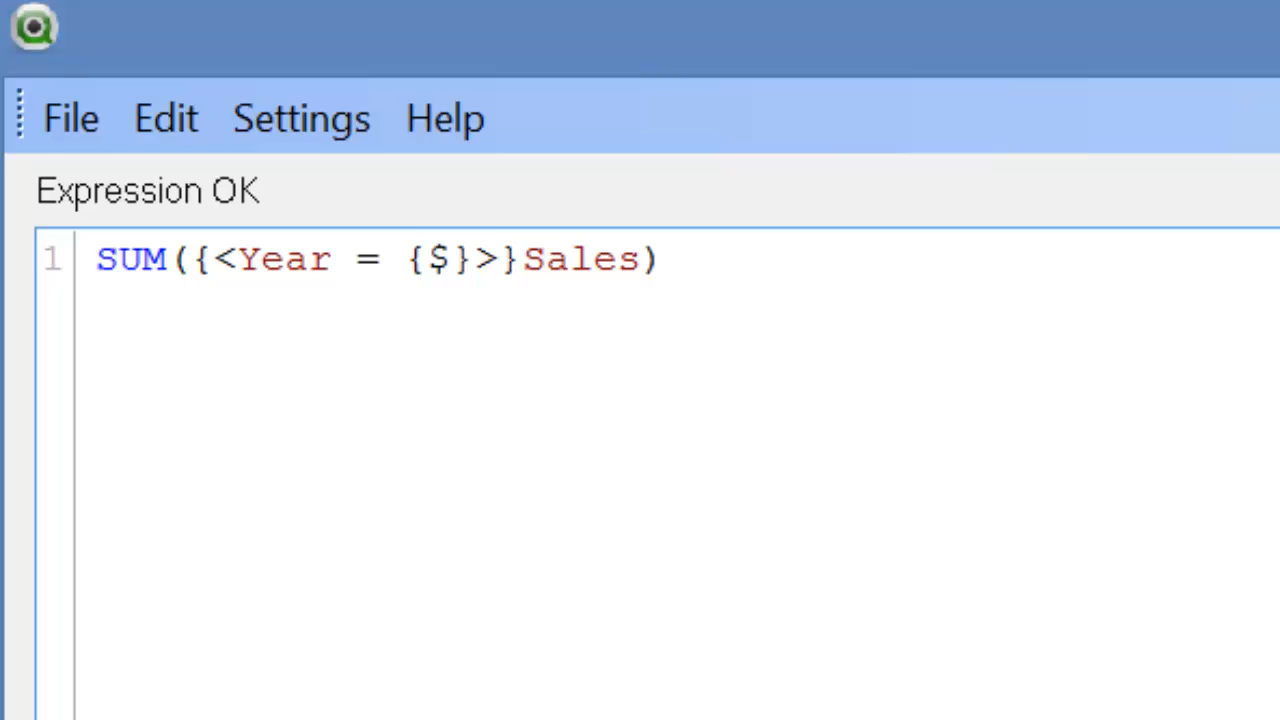 File Edit Settings Help
Expression OK
1 SUM({<Year = {$}>}Sales)